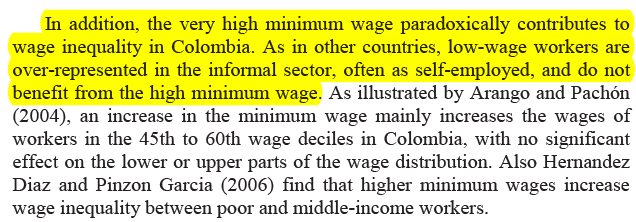 In addition, the very high minimum wage paradoxically contributes to
wage inequality in Colombia. As in other countries, low-wage workers are
over-represented in the informal sector, often as self-employed, and do not
benefit from the high minimum wage. As illustrated by Arango and Pachón
(2004), an increase in the minimum wage mainly increases the wages of
workers in the 45th to 60th wage deciles in Colombia, with no significant
effect on the lower or upper parts of the wage distribution. Also Hernandez
Diaz and Pinzon Garcia (2006) find that higher minimum wages increase
wage inequality between poor and middle-income workers.